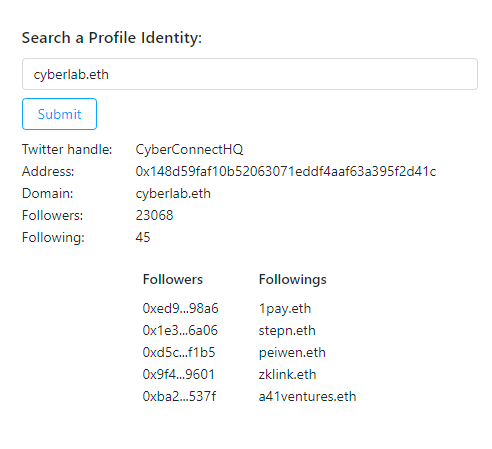 Search a Profile Identity:
cyberlab.eth
Submit
Twitter handle: CyberConnectHQ
Address: 0x148d59faf10b52063071eddf4aaf63a395f2d41c
Domain: cyberlab.eth
Followers: 23068
Following: 45
Followers Followings
0xed9...98a6 1pay.eth
0x1e3...6a06 stepn.eth
0xd5c...f1b5 peiwen.eth
0x9f4...9601 zklink.eth
0xba2...537f a41ventures.eth